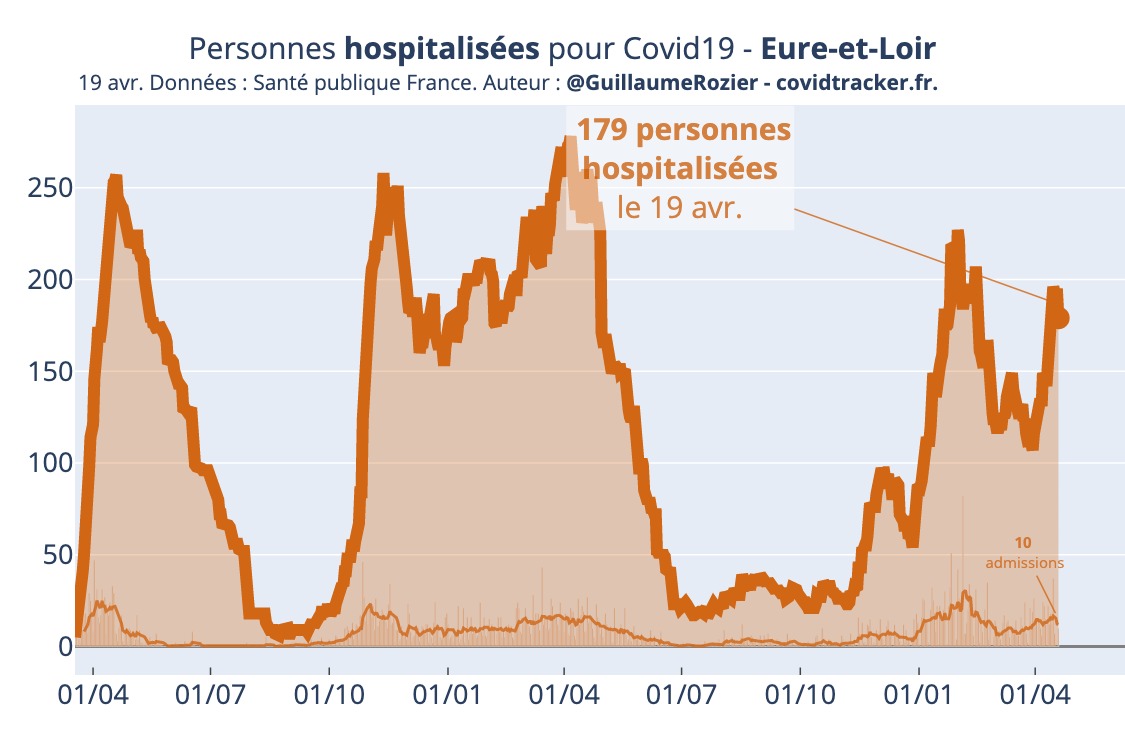 Personnes hospitalisées pour Covid19 - Eure-et-Loir
19 avr. Données : Santé publique France. Auteur : @GuillaumeRozier - covidtracker.fr.
179 personnes
hospitalisées
le 19 avr.
250
200
150
100
50
0
10
admissions
01/04 01/07 01/10 01/01 01/04 01/07 01/10 01/01 01/04